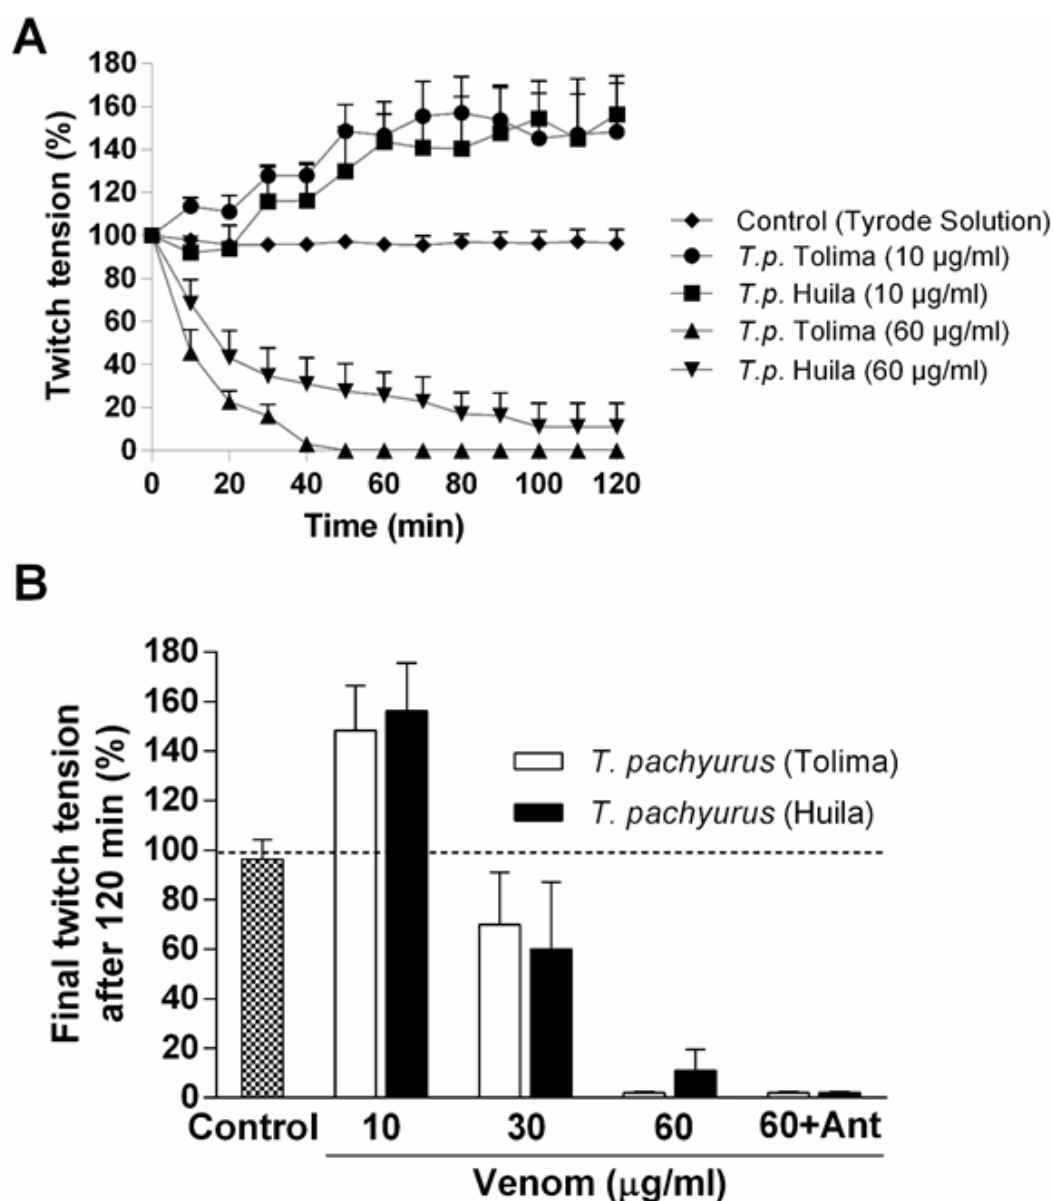 A
Twitch tension (%)
180
160
140
120
100
80
60
40
20
0
0 20 40 60 80 100 120
Time (min)
Control (Tyrode Solution)
T.p. Tolima (10 µg/ml)
T.p. Huila (10 µg/ml)
T.p. Tolima (60 µg/ml)
T.p. Huila (60 µg/ml)
B
Final twitch tension
after 120 min (%)
180
160
140
120
100
80
60
40
20
0
T. pachyurus (Tolima)
T. pachyurus (Huila)
Control 10 30 60 60+Ant
Venom (µg/ml)